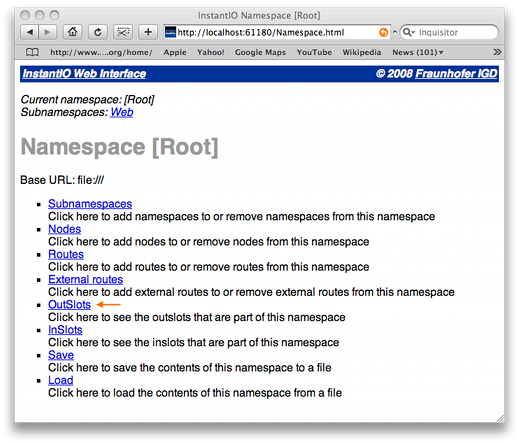 InstantIO Namespace [Root]
http://localhost:61180/Namespace.html
Inquisitor
http://www.…org/home/ Apple Yahoo! Google Maps YouTube Wikipedia News (101)
InstantIO Web Interface © 2008 Fraunhofer IGD
Current namespace: [Root]
Subnamespaces: Web
Namespace [Root]
Base URL: file:///
Subnamespaces
Click here to add namespaces to or remove namespaces from this namespace
Nodes
Click here to add nodes to or remove nodes from this namespace
Routes
Click here to add routes to or remove routes from this namespace
External routes
Click here to add external routes to or remove external routes from this namespace
OutSlots
Click here to see the outslots that are part of this namespace
InSlots
Click here to see the inslots that are part of this namespace
Save
Click here to save the contents of this namespace to a file
Load
Click here to load the contents of this namespace from a file